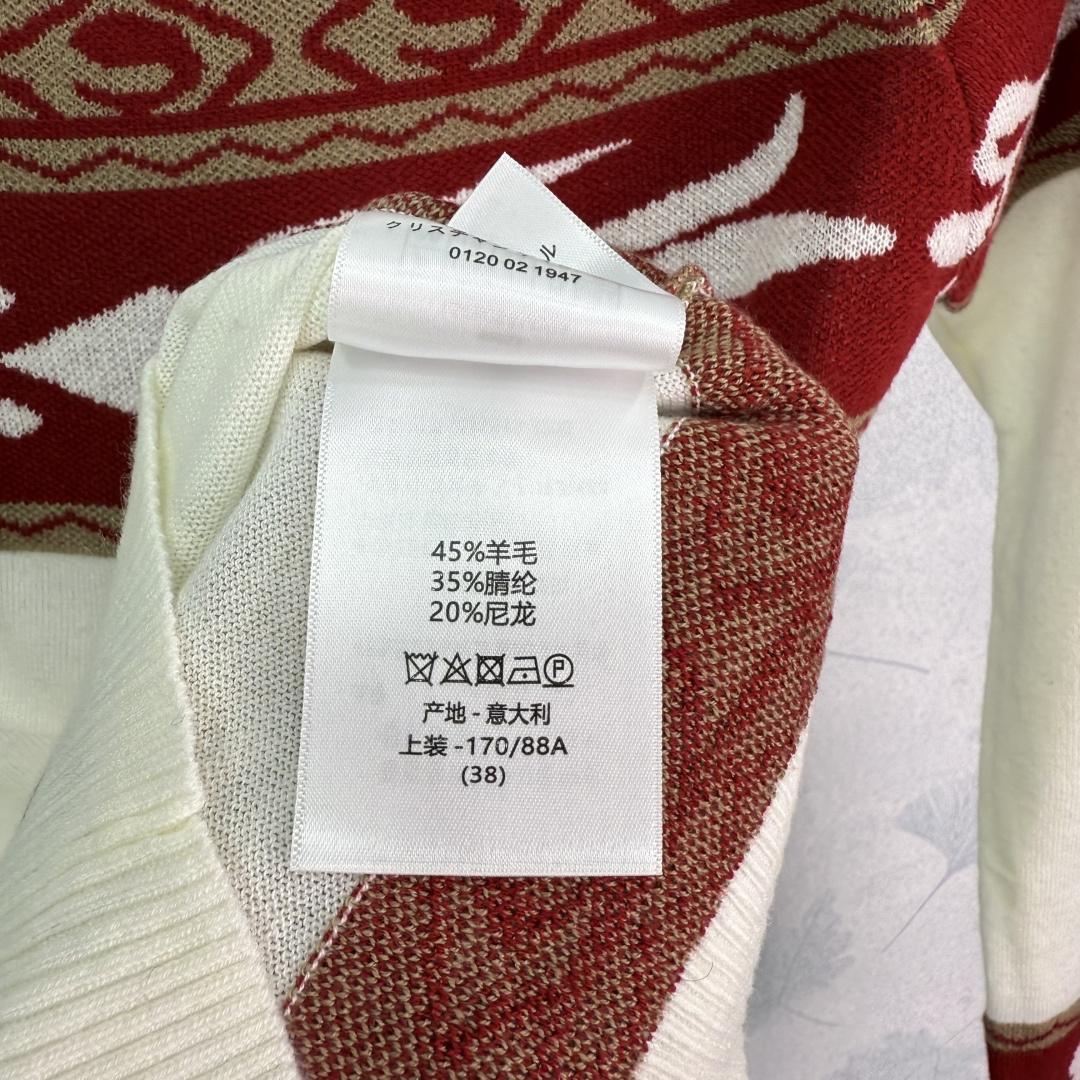 0120 02 1947
45%羊毛
35%腈纶
20%尼龙
产地 - 意大利
上装 -170/88A
(38)